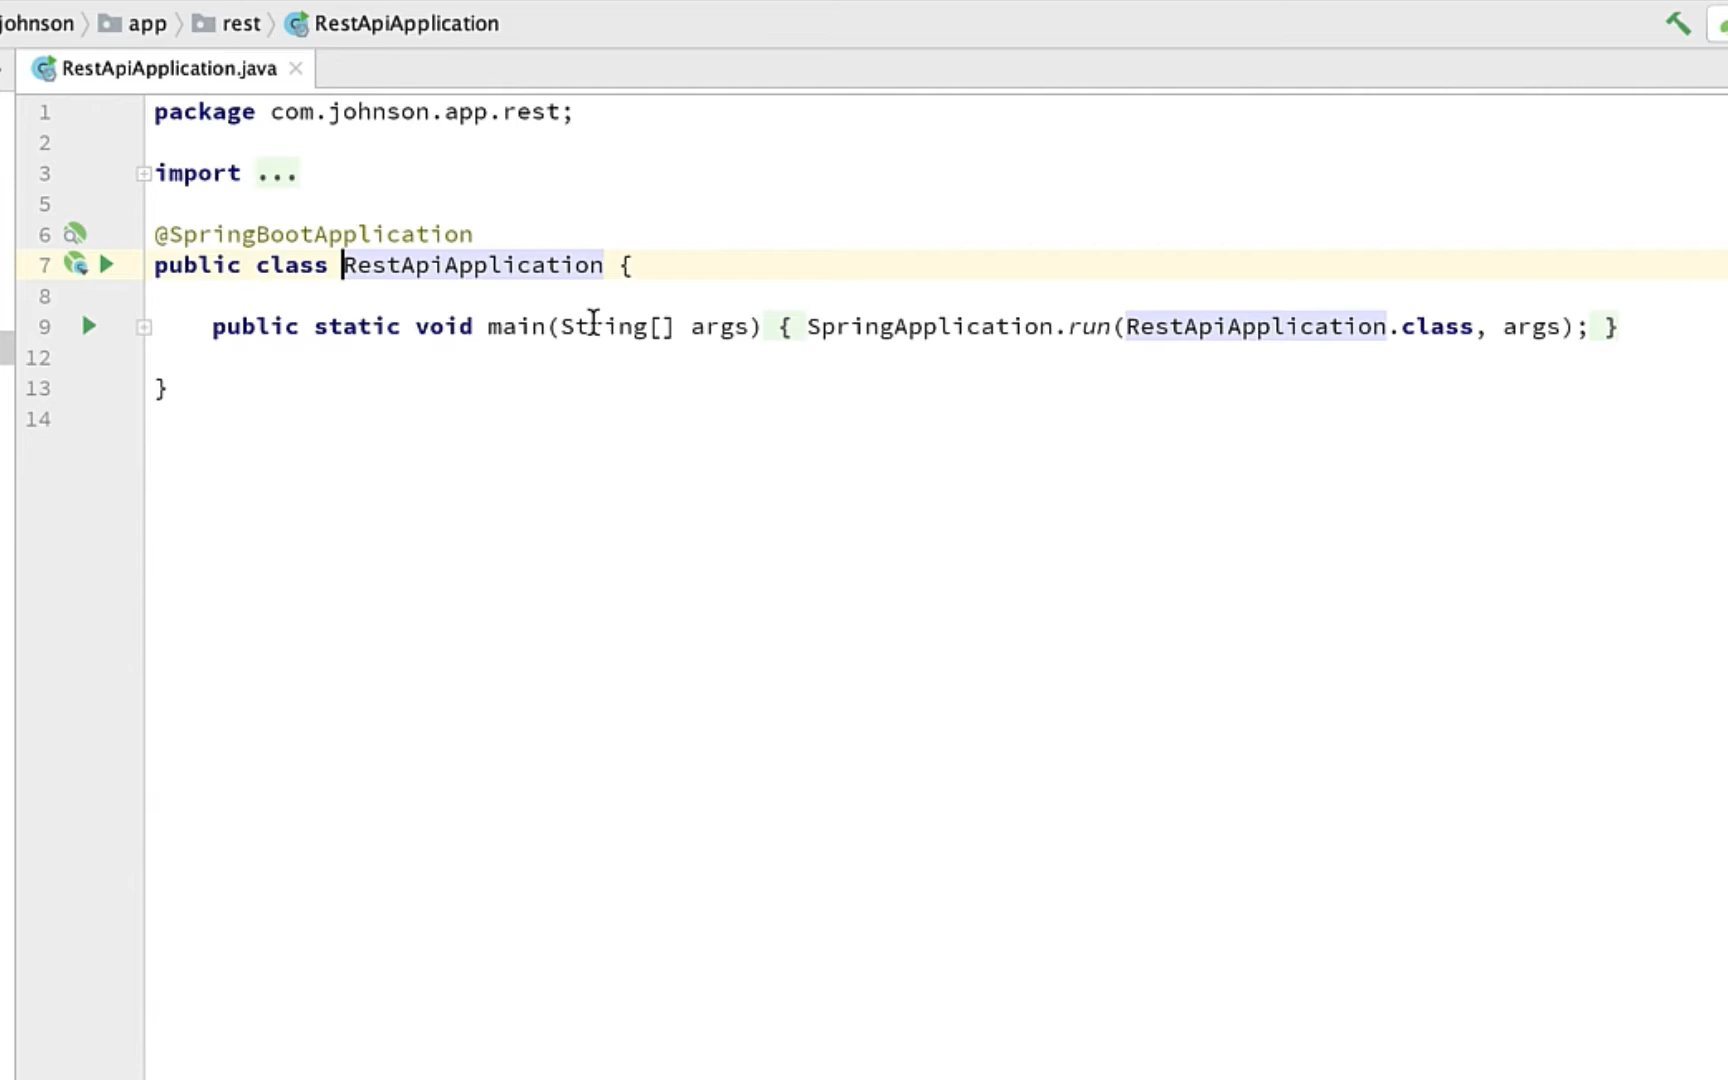 johnson app rest RestApiApplication
RestApiApplication.java
1 package com.johnson.app.rest;
2
3 import ...
5
6 @SpringBootApplication
7 public class RestApiApplication {
8
9 public static void main(String[] args) { SpringApplication.run(RestApiApplication.class, args); }
12
13 }
14